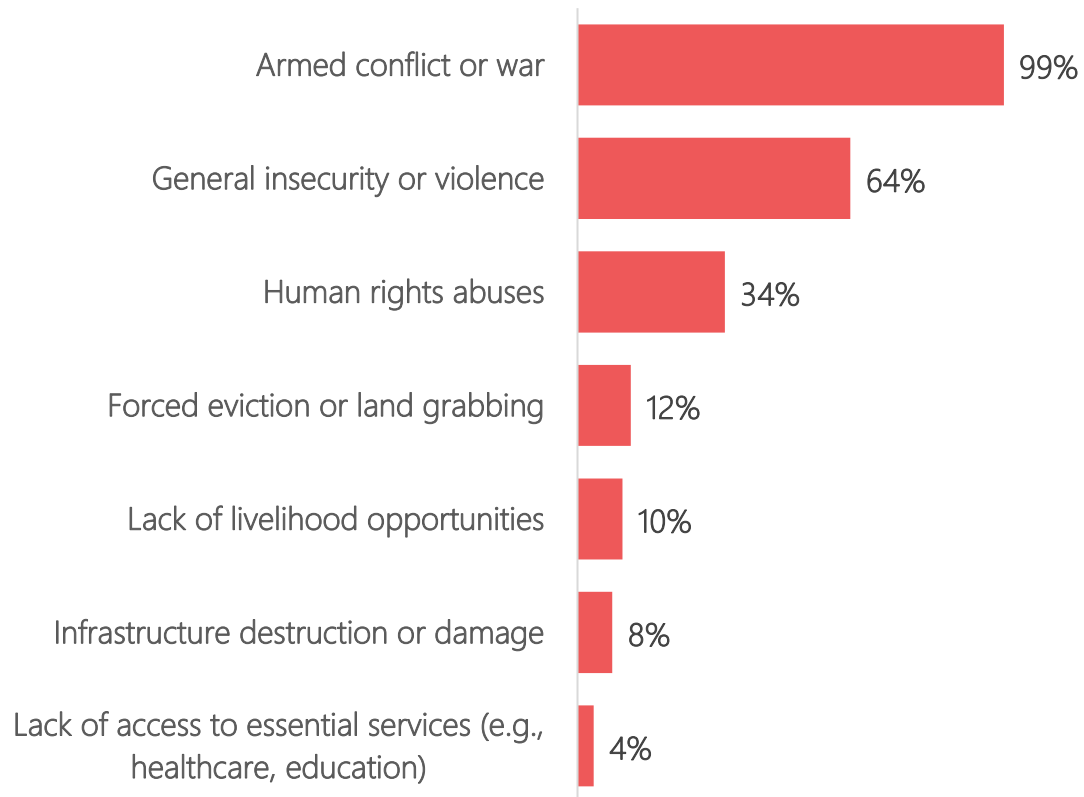 Armed conflict or war 99%
General insecurity or violence 64%
Human rights abuses 34%
Forced eviction or land grabbing 12%
Lack of livelihood opportunities 10%
Infrastructure destruction or damage 8%
Lack of access to essential services (e.g.,
healthcare, education) 4%